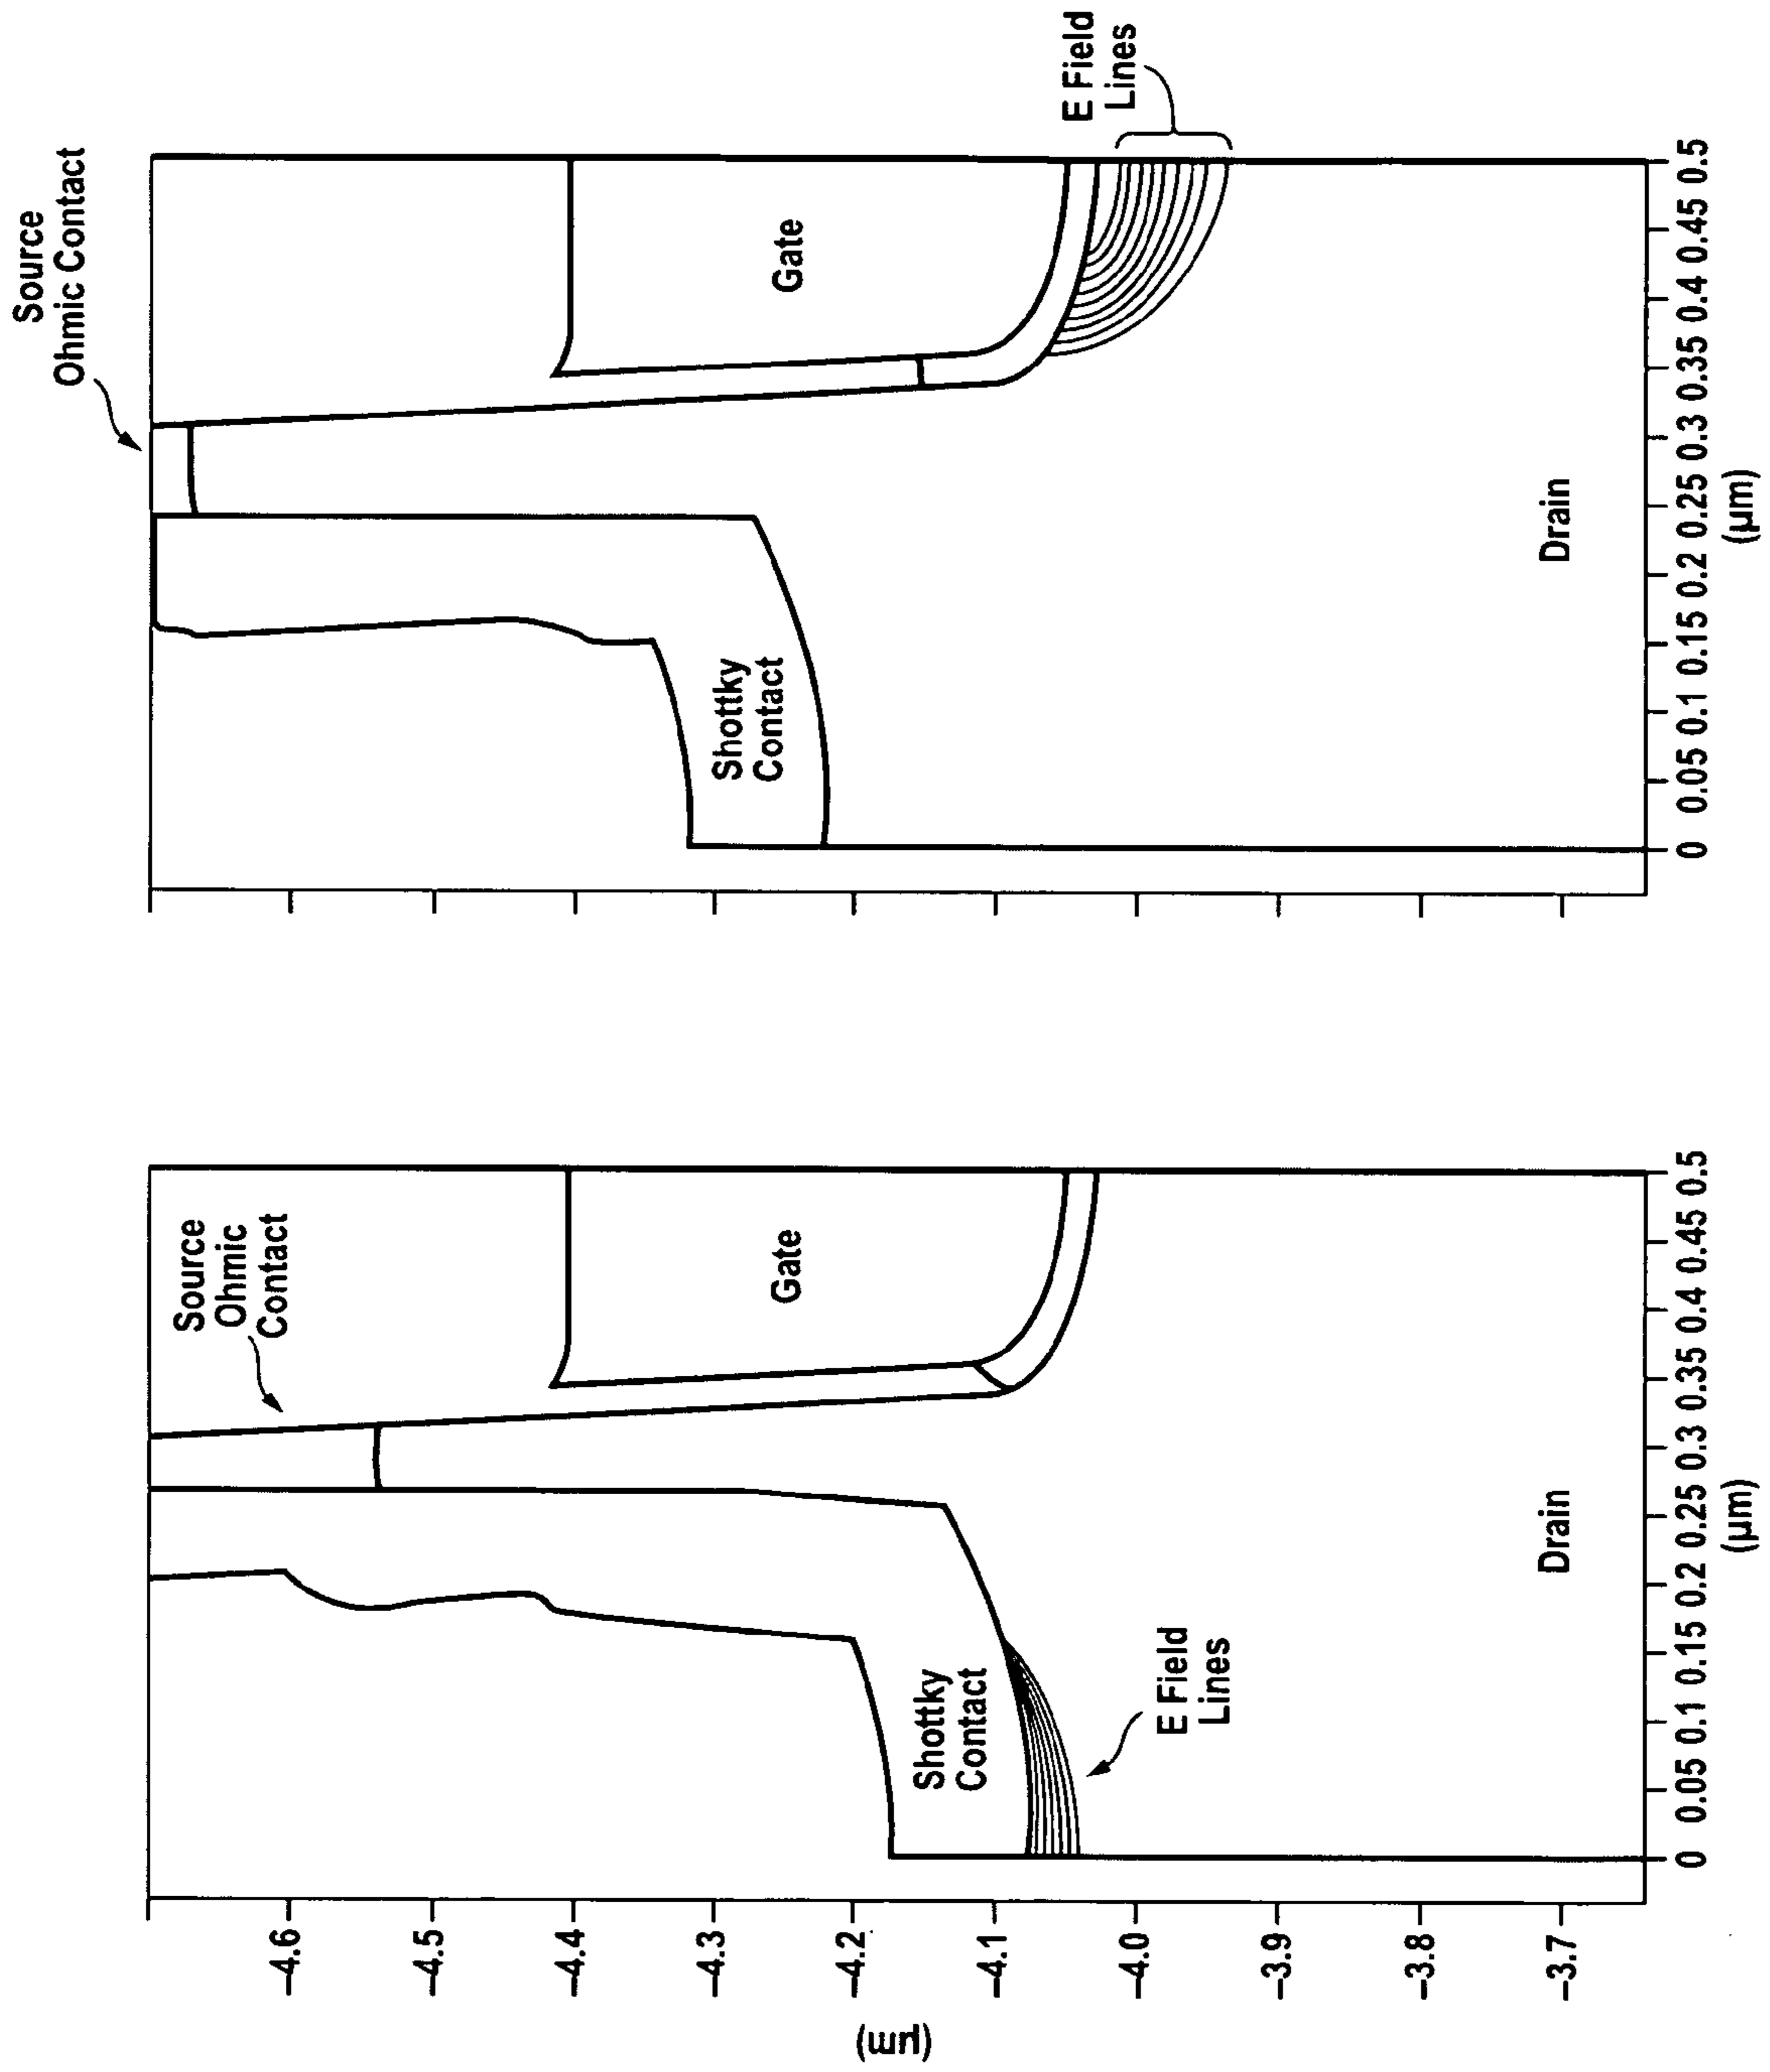 Source
Ohmic Contact
Gate
Shottky
Contact
Drain
E Field
Lines
0 0.05 0.1 0.15 0.2 0.25 0.3 0.35 0.4 0.45 0.5
(µm)
Source
Ohmic
Contact
Gate
Shottky
Contact
E Field
Lines
Drain
-4.6
-4.5
-4.4
-4.3
-4.2
-4.1
-4.0
-3.9
-3.8
-3.7
(µm)
0 0.05 0.1 0.15 0.2 0.25 0.3 0.35 0.4 0.45 0.5
(µm)